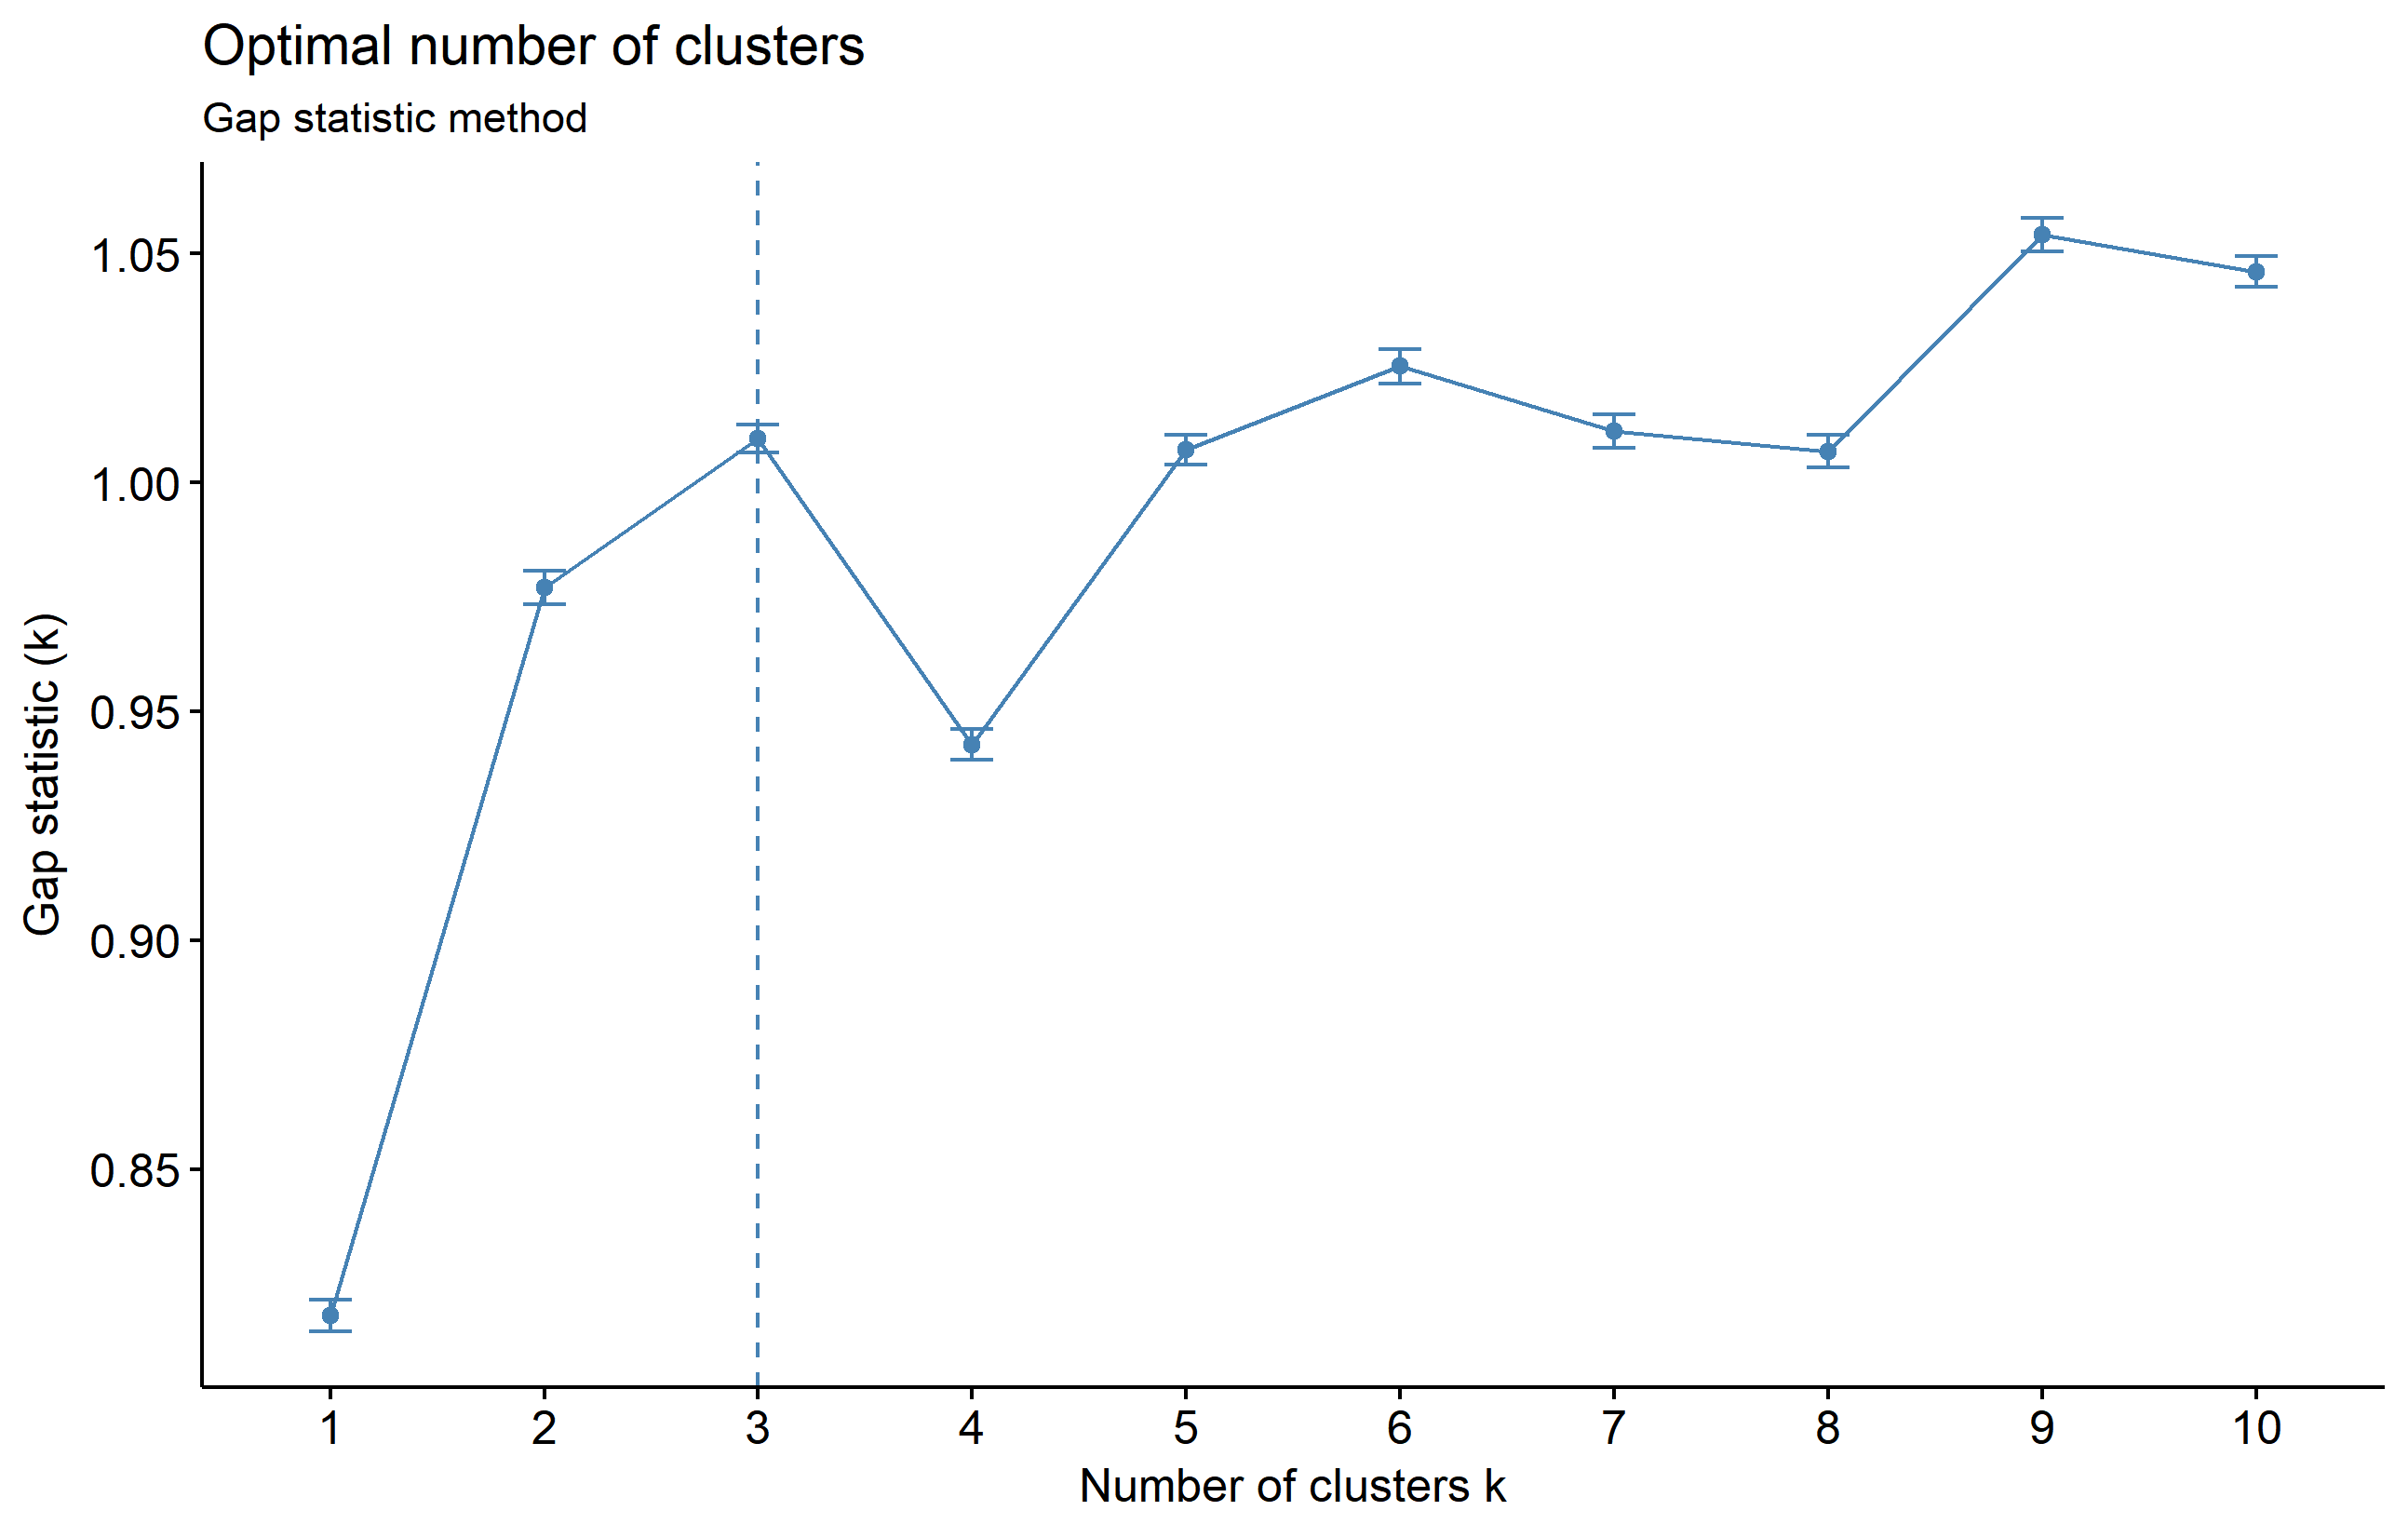 Optimal number of clusters
Gap statistic method
1.05
1.00
0.95
0.90
0.85
Gap statistic (k)
1 2 3 4 5 6 7 8 9 10
Number of clusters k